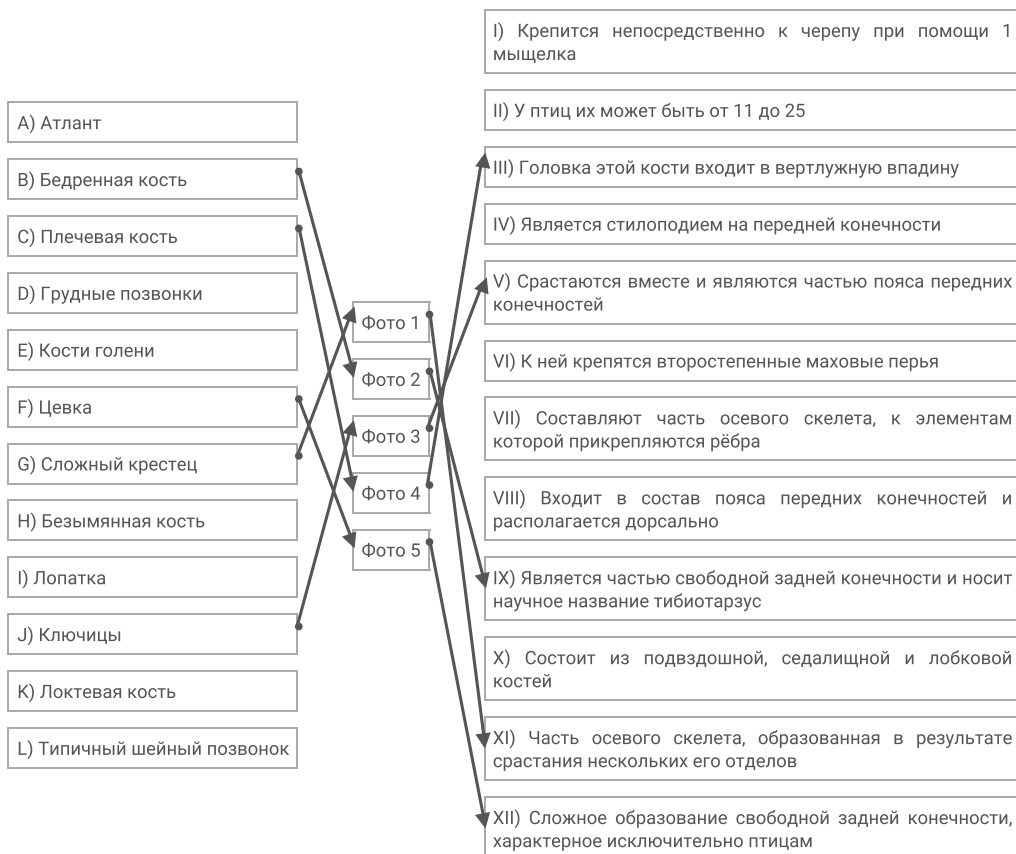 A) Атлант
B) Бедренная кость
C) Плечевая кость
D) Грудные позвонки
E) Кости голени
F) Цевка
G) Сложный крестец
H) Безымянная кость
I) Лопатка
J) Ключицы
K) Локтевая кость
L) Типичный шейный позвонок
Фото 1
Фото 2
Фото 3
Фото 4
Фото 5
I) Крепится непосредственно к черепу при помощи 1
мыщелка
II) У птиц их может быть от 11 до 25
III) Головка этой кости входит в вертлужную впадину
IV) Является стилоподием на передней конечности
V) Срастаются вместе и являются частью пояса передних
конечностей
VI) К ней крепятся второстепенные маховые перья
VII) Составляют часть осевого скелета, к элементам
которой прикрепляются рёбра
VIII) Входит в состав пояса передних конечностей и
располагается дорсально
IX) Является частью свободной задней конечности и носит
научное название тибиотарзус
X) Состоит из подвздошной, седалищной и лобковой
костей
XI) Часть осевого скелета, образованная в результате
срастания нескольких его отделов
XII) Сложное образование свободной задней конечности,
характерное исключительно птицам